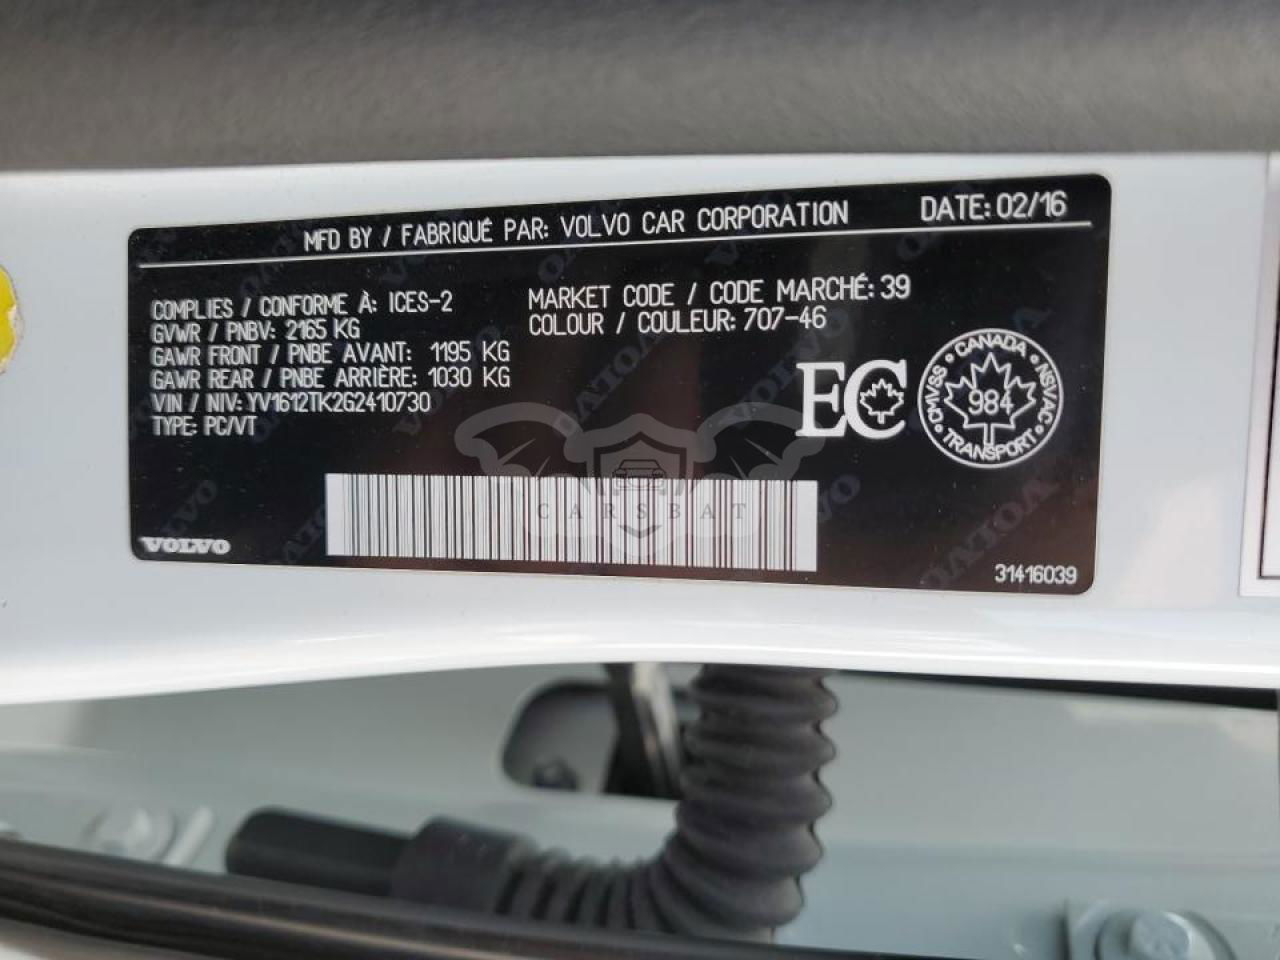 MFD BY / FABRIQUÉ PAR: VOLVO CAR CORPORATION DATE: 02/16
COMPLIES / CONFORME À: ICES-2
GVWR / PNBV: 2165 KG
GAWR FRONT / PNBE AVANT: 1195 KG
GAWR REAR / PNBE ARRIÈRE: 1030 KG
VIN / NIV: YV1612TK2G2410730
TYPE: PC/VT
MARKET CODE / CODE MARCHÉ: 39
COLOUR / COULEUR: 707-46
EC
CANADA
CMVSS
984
NSVAC
TRANSPORT
CARSBAT
VOLVO
31416039